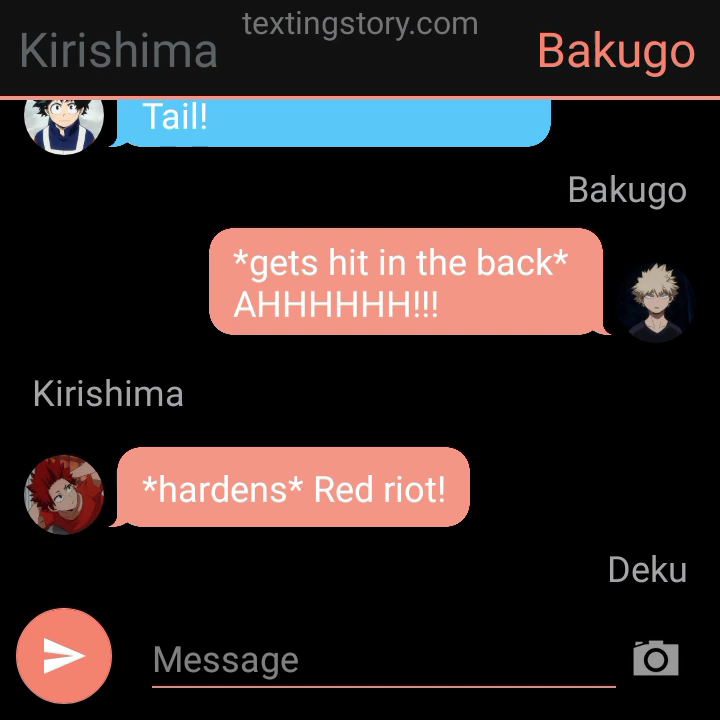 textingstory.com
Kirishima
Bakugo
Tail!
Bakugo
*gets hit in the back*
AHHHHHH!!!
Kirishima
*hardens* Red riot!
Deku
Message